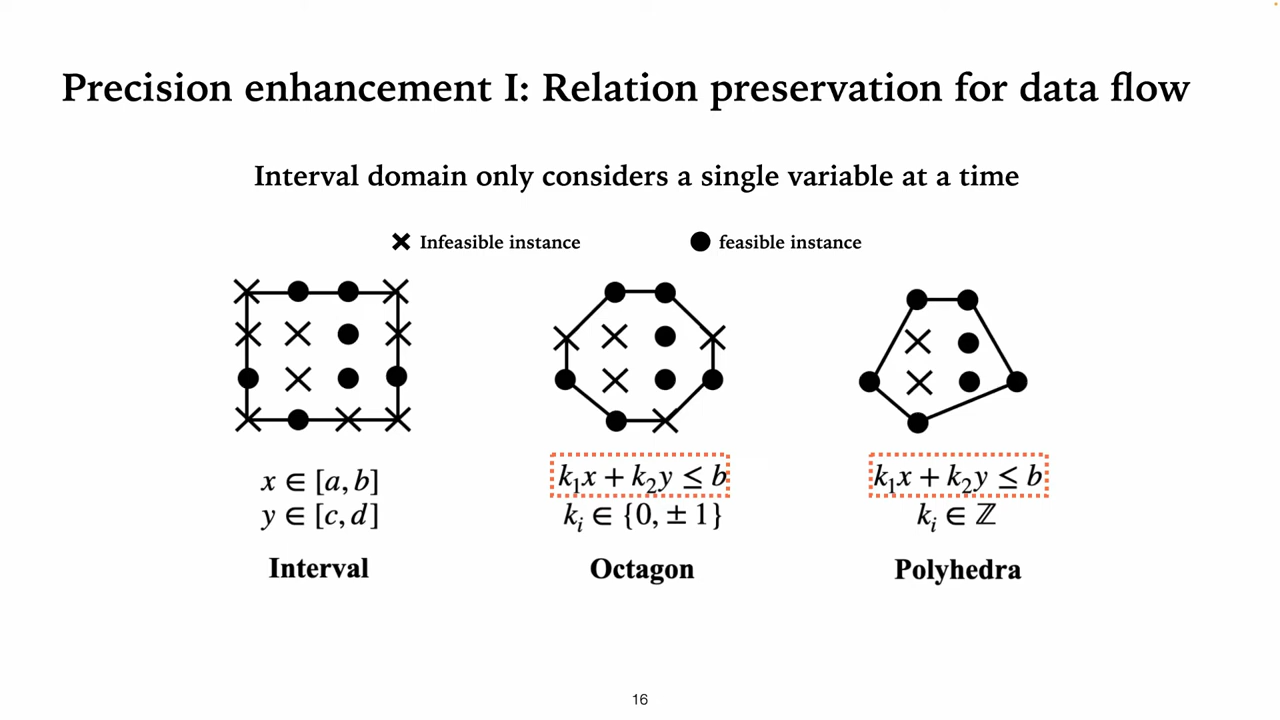 Precision enhancement I: Relation preservation for data flow
Interval domain only considers a single variable at a time
Infeasible instance
feasible instance
x ∈ [a, b]
y ∈ [c, d]
Interval
k₁x + k₂y ≤ b
kᵢ ∈ {0, ± 1}
Octagon
k₁x + k₂y ≤ b
kᵢ ∈ ℤ
Polyhedra
16